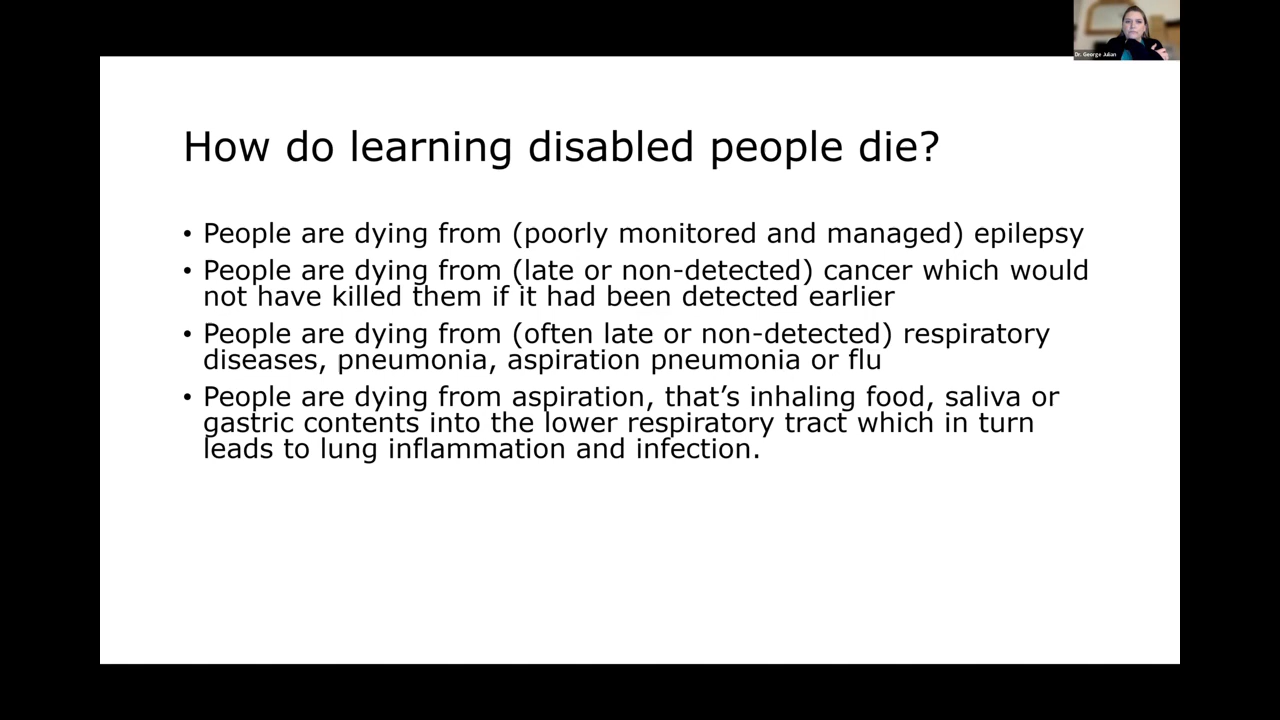 Dr. George Julian
How do learning disabled people die?
• People are dying from (poorly monitored and managed) epilepsy
• People are dying from (late or non-detected) cancer which would
not have killed them if it had been detected earlier
• People are dying from (often late or non-detected) respiratory
diseases, pneumonia, aspiration pneumonia or flu
• People are dying from aspiration, that’s inhaling food, saliva or
gastric contents into the lower respiratory tract which in turn
leads to lung inflammation and infection.